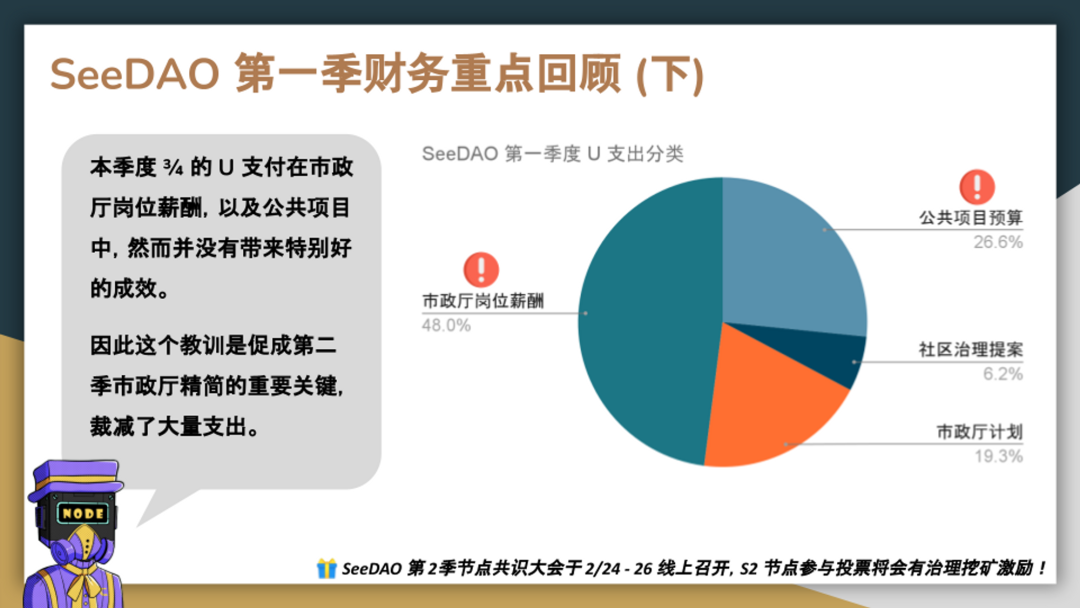 SeeDAO 第一季财务重点回顾 (下)
本季度 ¾ 的 U 支付在市政
厅岗位薪酬, 以及公共项目
中, 然而并没有带来特别好
的成效。
因此这个教训是促成第二
季市政厅精简的重要关键,
裁减了大量支出。
SeeDAO 第一季度 U 支出分类
公共项目预算
26.6%
市政厅岗位薪酬
48.0%
社区治理提案
6.2%
市政厅计划
19.3%
NODE
SeeDAO 第 2季节点共识大会于 2/24 - 26 线上召开, S2 节点参与投票将会有治理挖矿激励！